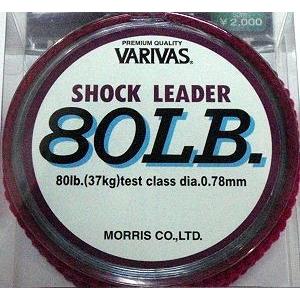 ¥2,000
PREMIUM QUALITY
VARIVAS®
SHOCK LEADER
80LB.
80lb.(37kg)test class dia.0.78mm
MORRIS CO.,LTD.